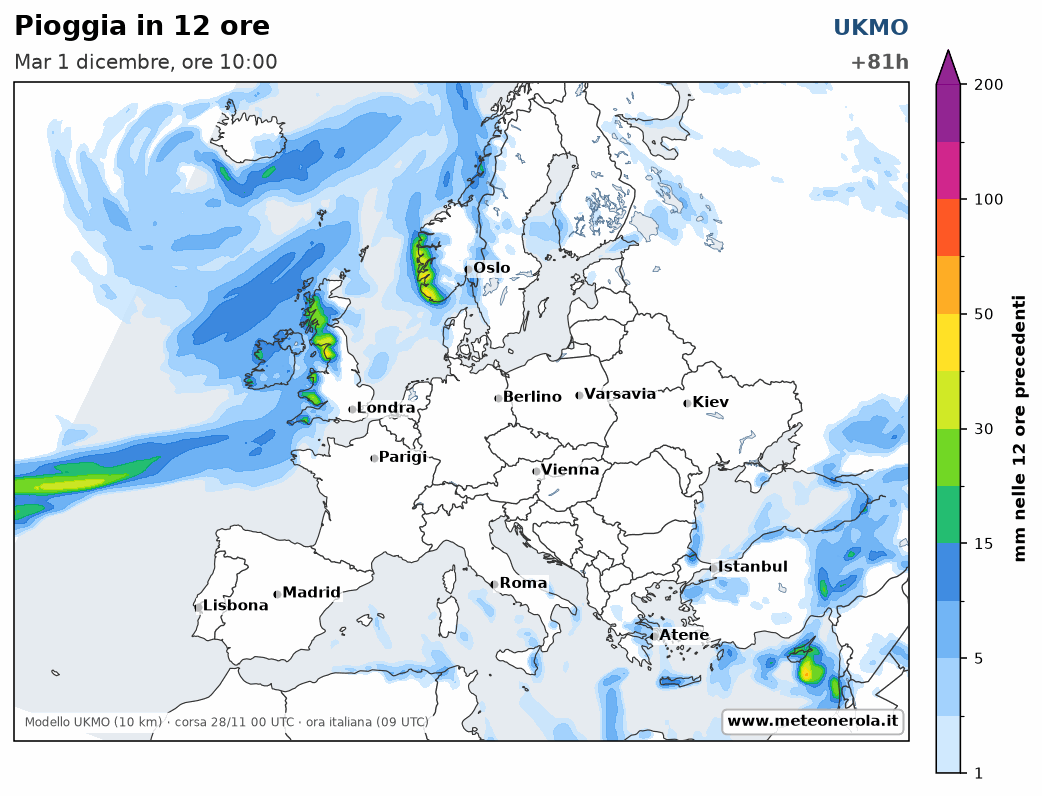 Pioggia in 12 ore
UKMO
Mar 1 dicembre, ore 10:00
+81h
200
100
50
30
15
5
1
mm nelle 12 ore precedenti
Oslo
Berlino
Varsavia
Kiev
Londra
Parigi
Vienna
Istanbul
Roma
Madrid
Lisbona
Atene
Modello UKMO (10 km) · corsa 28/11 00 UTC · ora italiana (09 UTC)
www.meteonerola.it